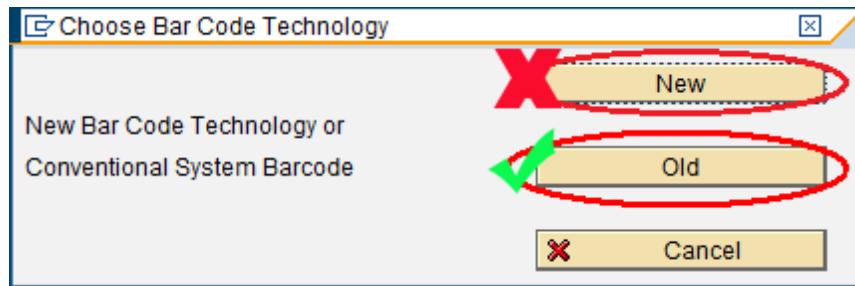 Choose Bar Code Technology
New
New Bar Code Technology or
Conventional System Barcode
Old
Cancel